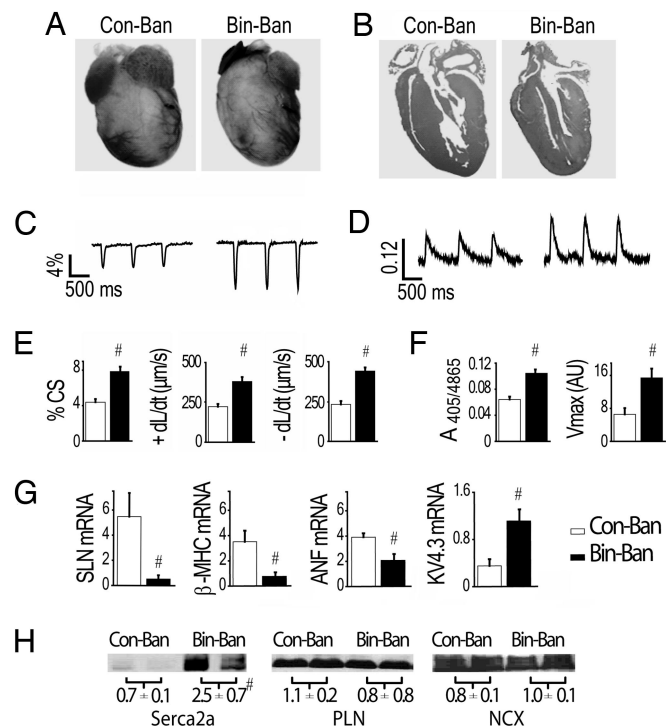 A Con-Ban Bin-Ban
B Con-Ban Bin-Ban
C
4%
500 ms
D
0.12
500 ms
E
% CS
8
4
0
#
+ dL/dt (μm/s)
500
250
0
#
- dL/dt (μm/s)
500
250
0
#
F
A 405/4865
0.12
0.08
0.04
0
#
Vmax (AU)
16
8
0
#
G
SLN mRNA
6
4
2
0
#
β-MHC mRNA
6
4
2
0
#
ANF mRNA
6
4
2
0
#
KV4.3 mRNA
1.6
0.8
0
#
Con-Ban
Bin-Ban
H
Con-Ban Bin-Ban Con-Ban Bin-Ban Con-Ban Bin-Ban
0.7 ± 0.1 2.5 ± 0.7# 1.1 ± 0.2 0.8 ± 0.8 0.8 ± 0.1 1.0 ± 0.1
Serca2a PLN NCX